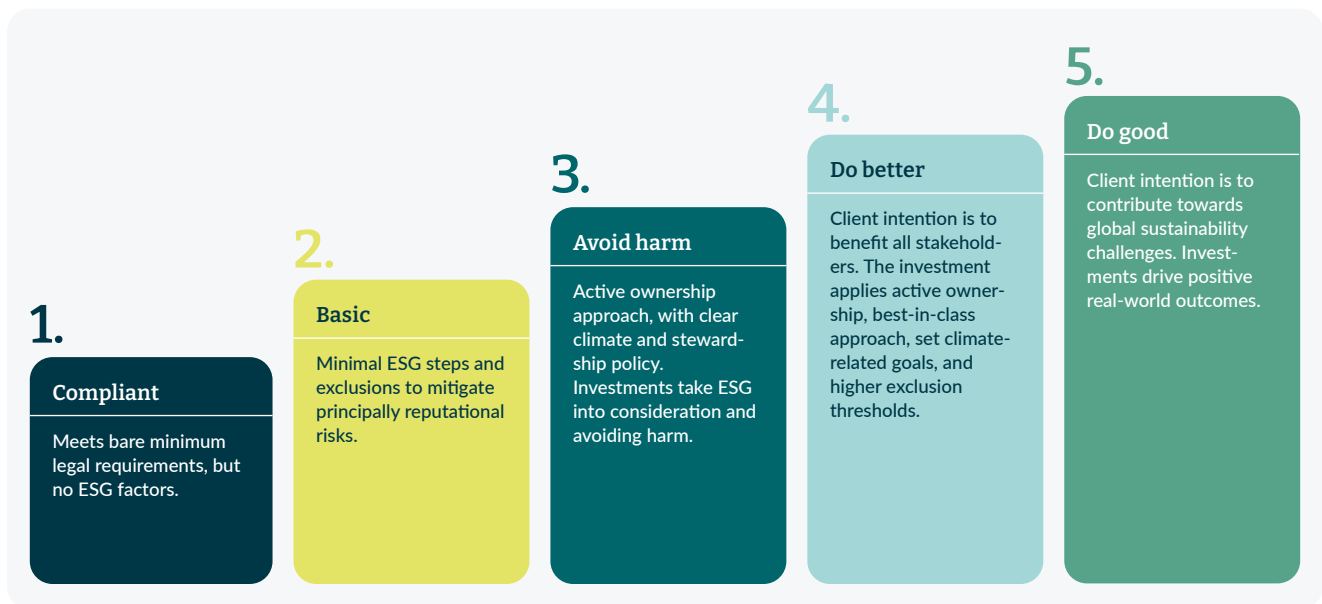 1.
Compliant
Meets bare minimum
legal requirements, but
no ESG factors.
2.
Basic
Minimal ESG steps and
exclusions to mitigate
principally reputational
risks.
3.
Avoid harm
Active ownership
approach, with clear
climate and steward-
ship policy.
Investments take ESG
into consideration and
avoiding harm.
4.
Do better
Client intention is to
benefit all stakehold-
ers. The investment
applies active owner-
ship, best-in-class
approach, set climate-
related goals, and
higher exclusion
thresholds.
5.
Do good
Client intention is to
contribute towards
global sustainability
challenges. Invest-
ments drive positive
real-world outcomes.